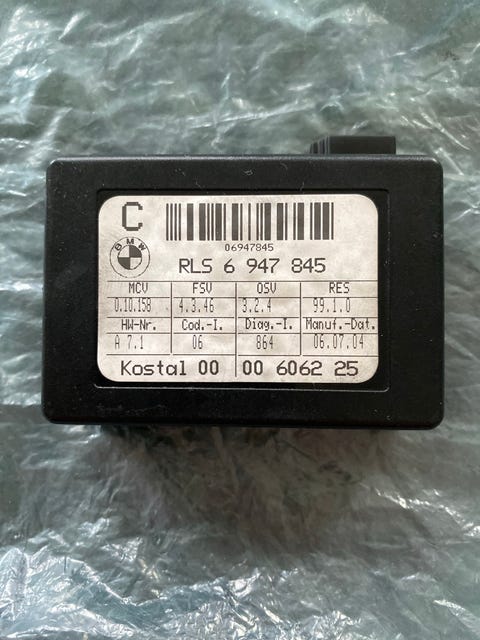 C
06947845
BMW
RLS 6 947 845
MCV FSV OSV RES
0.10.158 4.3.46 3.2.4 99.1.0
HW-Nr. Cod.-I. Diag.-I. Manuf.-Dat.
A 7.1 06 864 06.07.04
Kostal 00 00 6062 25